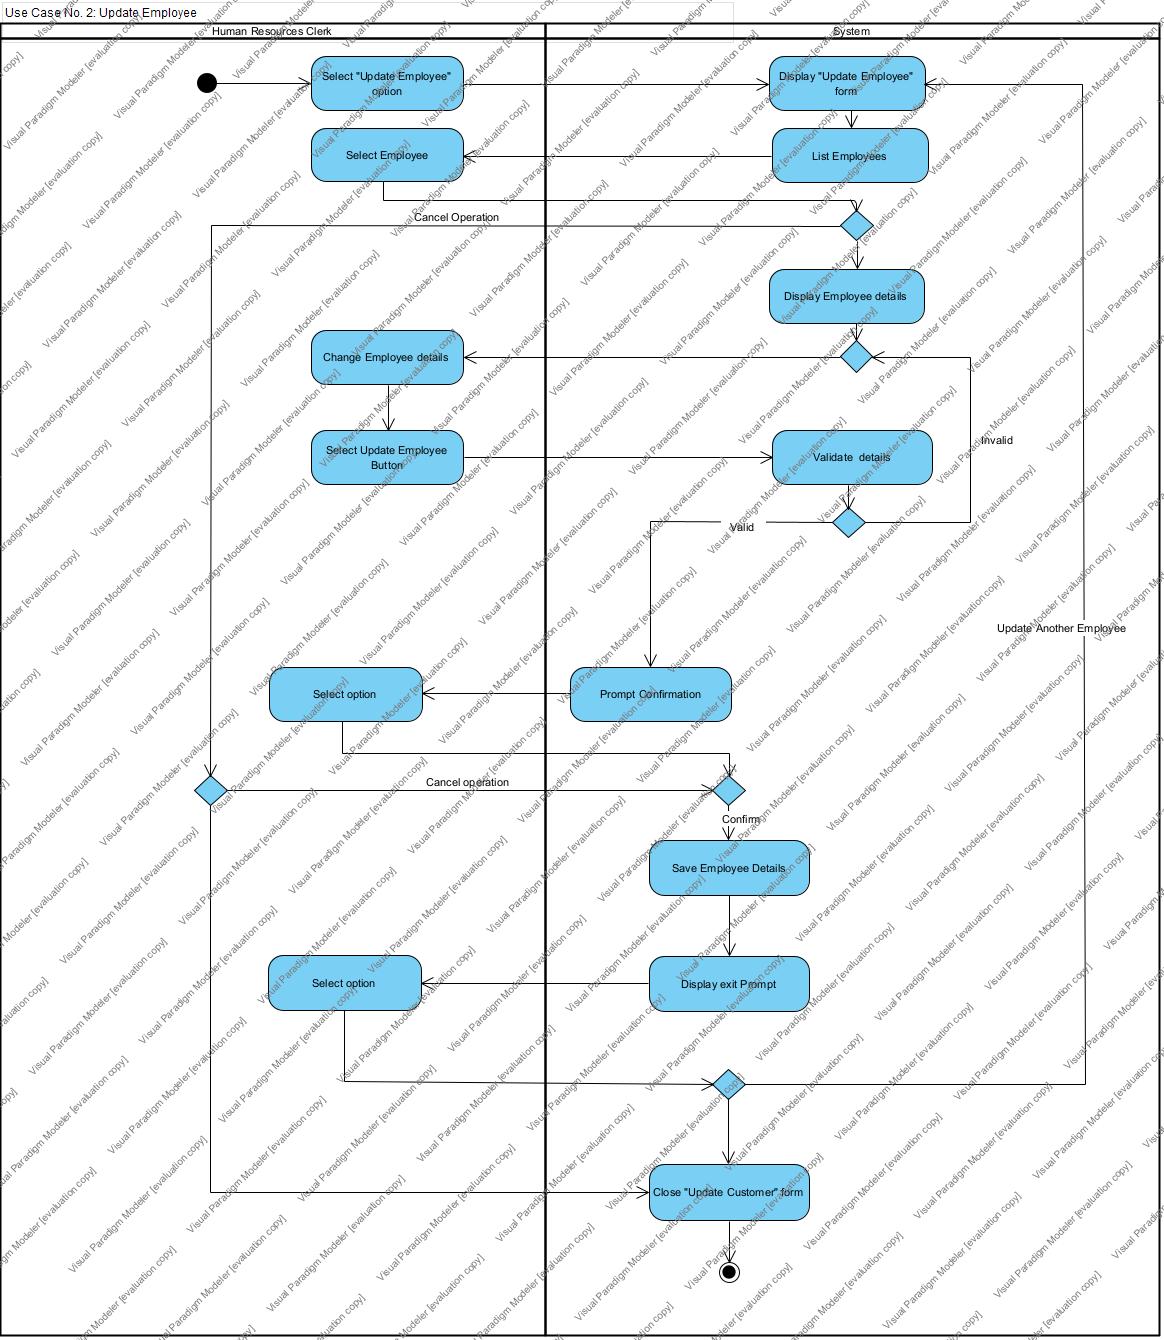 Use Case No. 2: Update Employee
Human Resources Clerk
System
Select "Update Employee"
option
Display "Update Employee"
form
Select Employee
List Employees
Cancel Operation
Display Employee details
Change Employee details
Invalid
Select Update Employee
Button
Validate details
Valid
Update Another Employee
Select option
Prompt Confirmation
Cancel operation
Confirm
Save Employee Details
Select option
Display exit Prompt
Close "Update Customer" form
Visual Paradigm Modeler [evaluation copy]